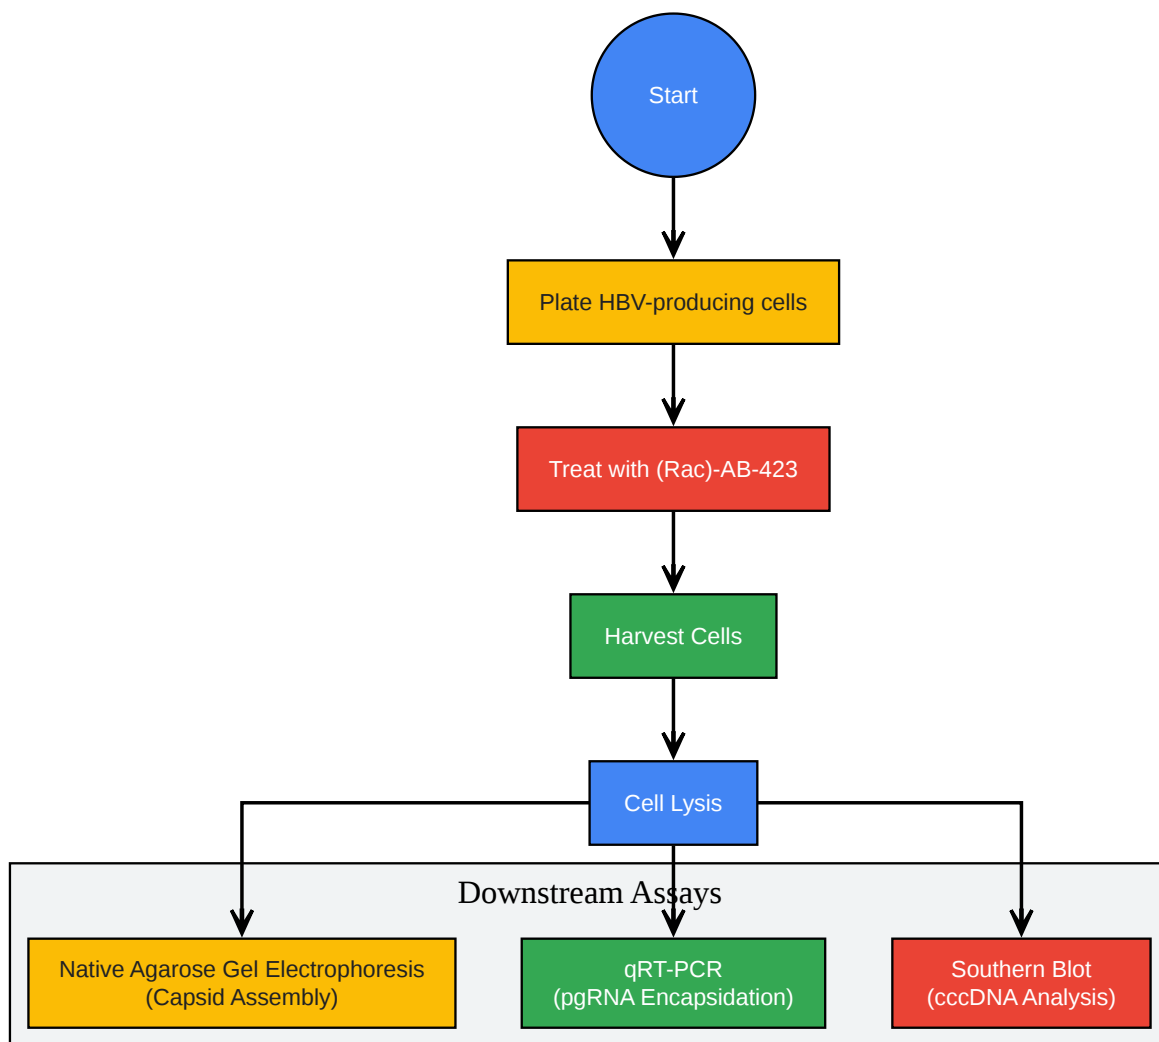 Start
Plate HBV-producing cells
Treat with (Rac)-AB-423
Harvest Cells
Cell Lysis
Downstream Assays
Native Agarose Gel Electrophoresis
(Capsid Assembly)
qRT-PCR
(pgRNA Encapsidation)
Southern Blot
(cccDNA Analysis)